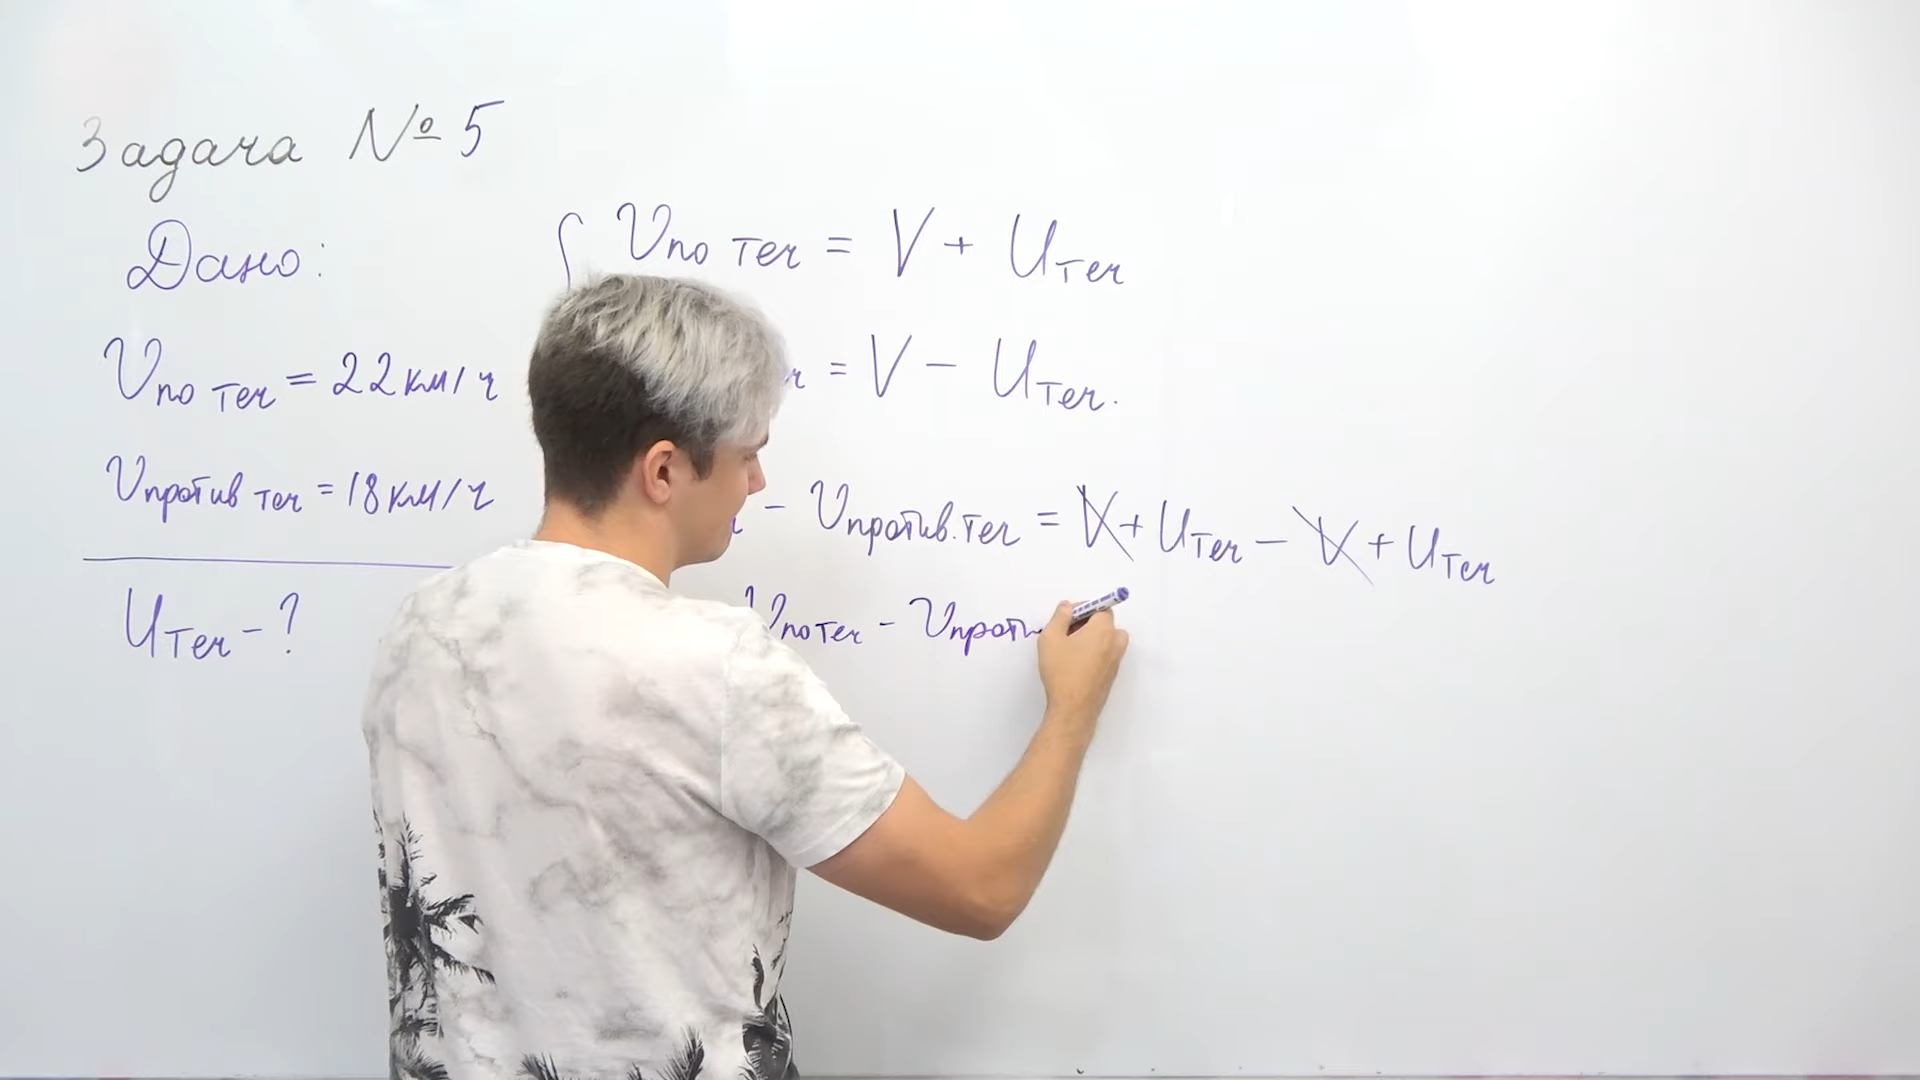 Задача № 5
Дано:
Vпо теч = 22 км/ч
Vпротив теч = 18 км/ч
Uтеч - ?
Vпо теч = V + Uтеч
= V - Uтеч.
- Vпротив.теч = V + Uтеч - V + Uтеч
Vпо теч - Vпроти